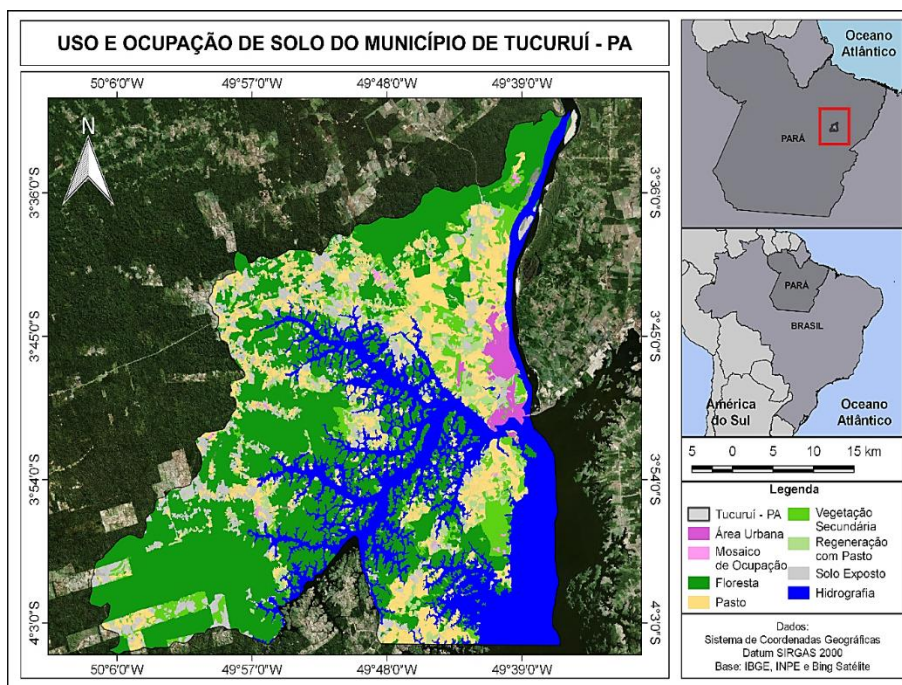 USO E OCUPAÇÃO DE SOLO DO MUNICÍPIO DE TUCURUÍ - PA
50°6'0"W 49°57'0"W 49°48'0"W 49°39'0"W
N
3°36'0"S 3°36'0"S
3°45'0"S 3°45'0"S
3°54'0"S 3°54'0"S
4°3'0"S 4°3'0"S
50°6'0"W 49°57'0"W 49°48'0"W 49°39'0"W
Oceano
Atlântico
PARÁ
PARÁ
BRASIL
América
do Sul
Oceano
Atlântico
5 0 5 10 15 km
Legenda
Tucuruí - PA
Área Urbana
Mosaico
de Ocupação
Floresta
Pasto
Vegetação
Secundária
Regeneração
com Pasto
Solo Exposto
Hidrografia
Dados:
Sistema de Coordenadas Geográficas
Datum SIRGAS 2000
Base: IBGE, INPE e Bing Satélite